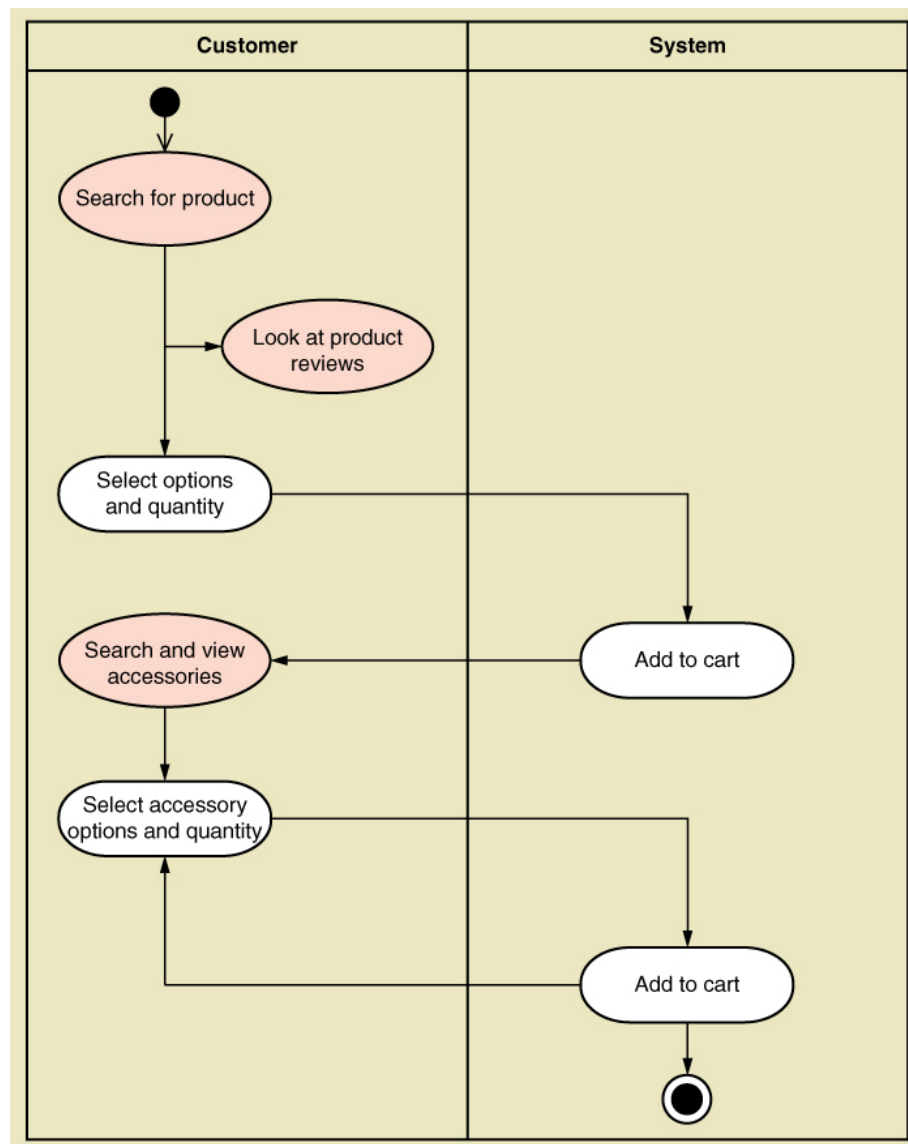 Customer
System
Search for product
Look at product
reviews
Select options
and quantity
Search and view
accessories
Add to cart
Select accessory
options and quantity
Add to cart